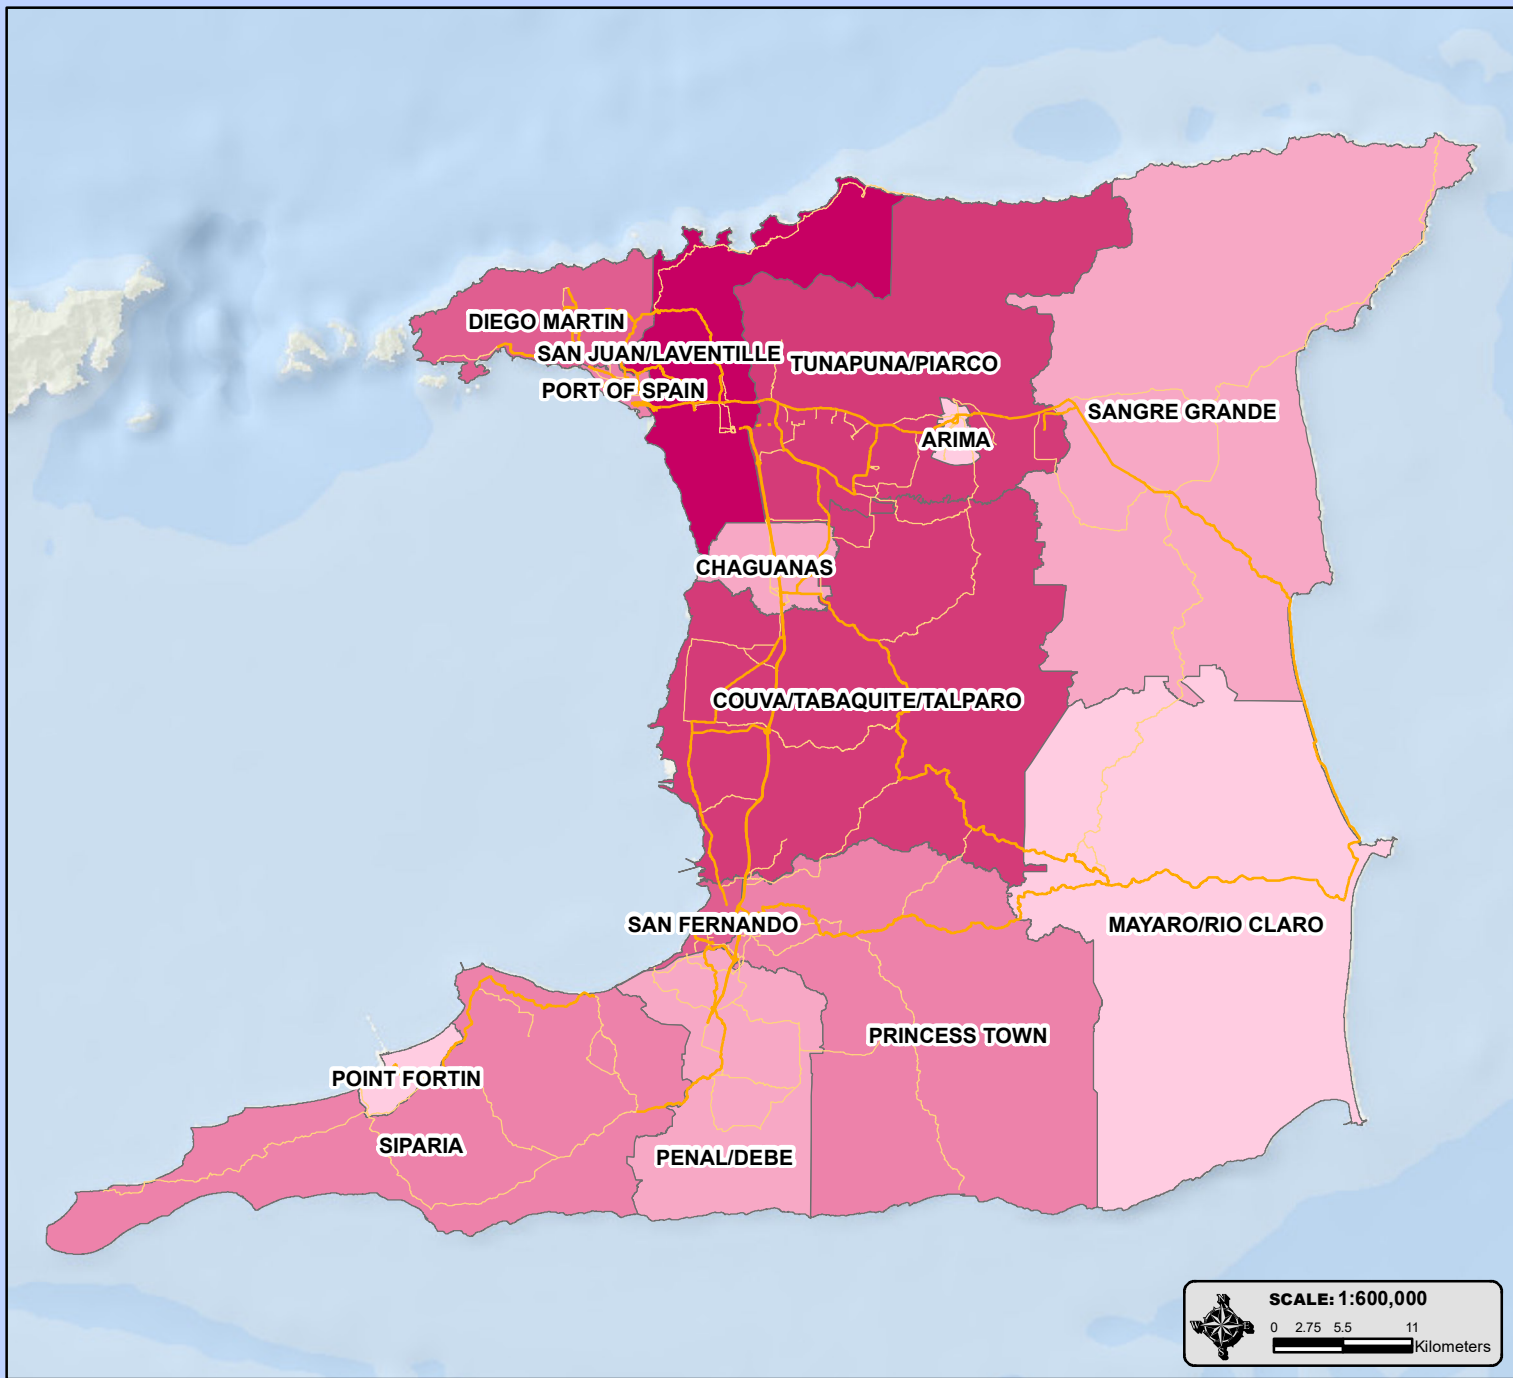 DIEGO MARTIN
SAN JUAN/LAVENTILLE
TUNAPUNA/PIARCO
PORT OF SPAIN
SANGRE GRANDE
ARIMA
CHAGUANAS
COUVA/TABAQUITE/TALPARO
SAN FERNANDO
MAYARO/RIO CLARO
PRINCESS TOWN
POINT FORTIN
SIPARIA
PENAL/DEBE
SCALE: 1:600,000
0 2.75 5.5 11
Kilometers
N
W E
S